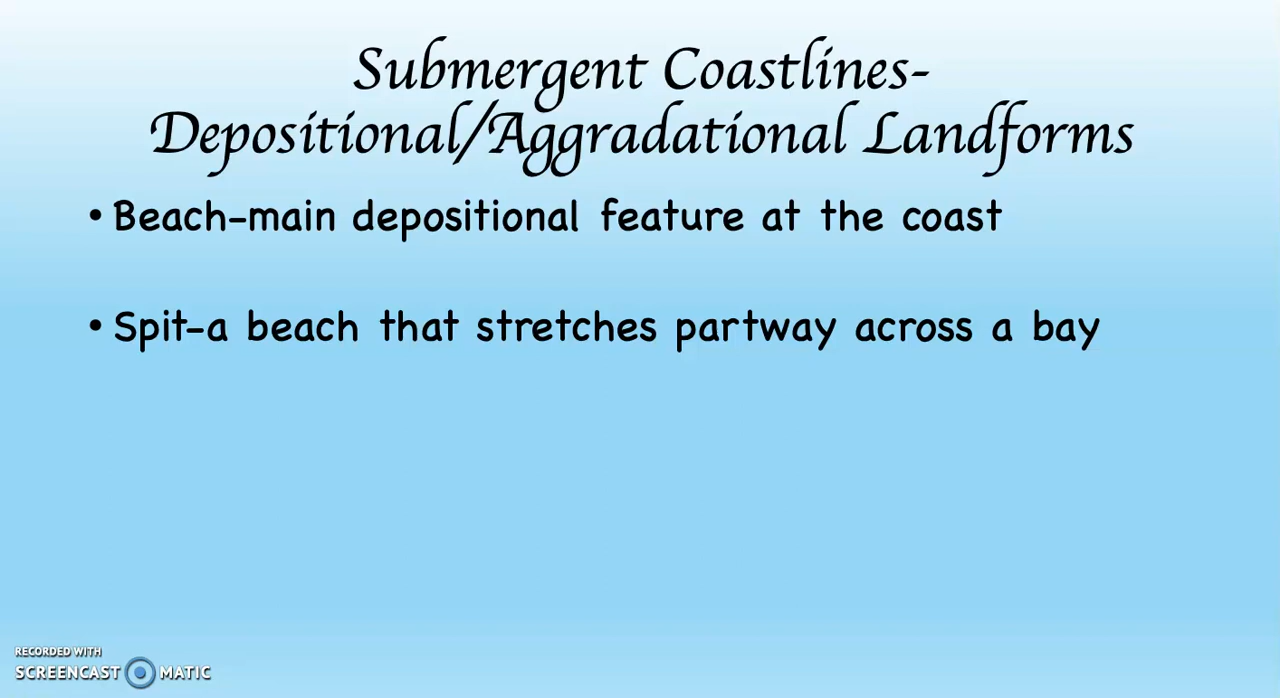 Submergent Coastlines-
Depositional/Aggradational Landforms
• Beach-main depositional feature at the coast
• Spit-a beach that stretches partway across a bay
RECORDED WITH
SCREENCAST MATIC